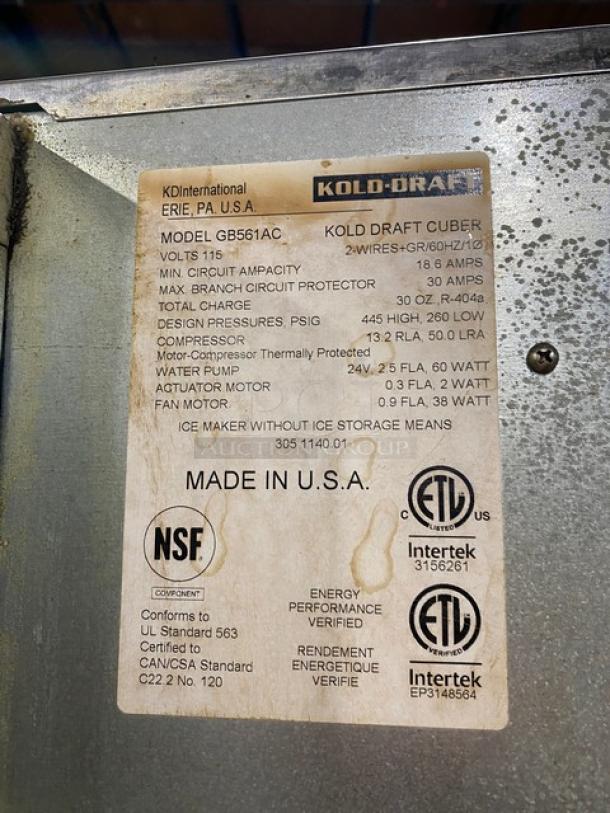 KDInternational
ERIE, PA. U.S.A.
KOLD-DRAFT
MODEL GB561AC KOLD DRAFT CUBER
VOLTS 115 2-WIRES+GR/60HZ/1Ø
MIN. CIRCUIT AMPACITY 18.6 AMPS
MAX. BRANCH CIRCUIT PROTECTOR 30 AMPS
TOTAL CHARGE 30 OZ ,R-404a
DESIGN PRESSURES, PSIG 445 HIGH, 260 LOW
COMPRESSOR 13.2 RLA, 50.0 LRA
Motor-Compressor Thermally Protected
WATER PUMP 24V, 2.5 FLA, 60 WATT
ACTUATOR MOTOR 0.3 FLA, 2 WATT
FAN MOTOR 0.9 FLA, 38 WATT
ICE MAKER WITHOUT ICE STORAGE MEANS
305 1140.01
AUCTION GROUP
MADE IN U.S.A.
NSF®
COMPONENT
Conforms to
UL Standard 563
Certified to
CAN/CSA Standard
C22.2 No. 120
ENERGY
PERFORMANCE
VERIFIED
RENDEMENT
ENERGETIQUE
VERIFIE
C ETL US
LISTED
Intertek
3156261
ETL
VERIFIED
Intertek
EP3148564